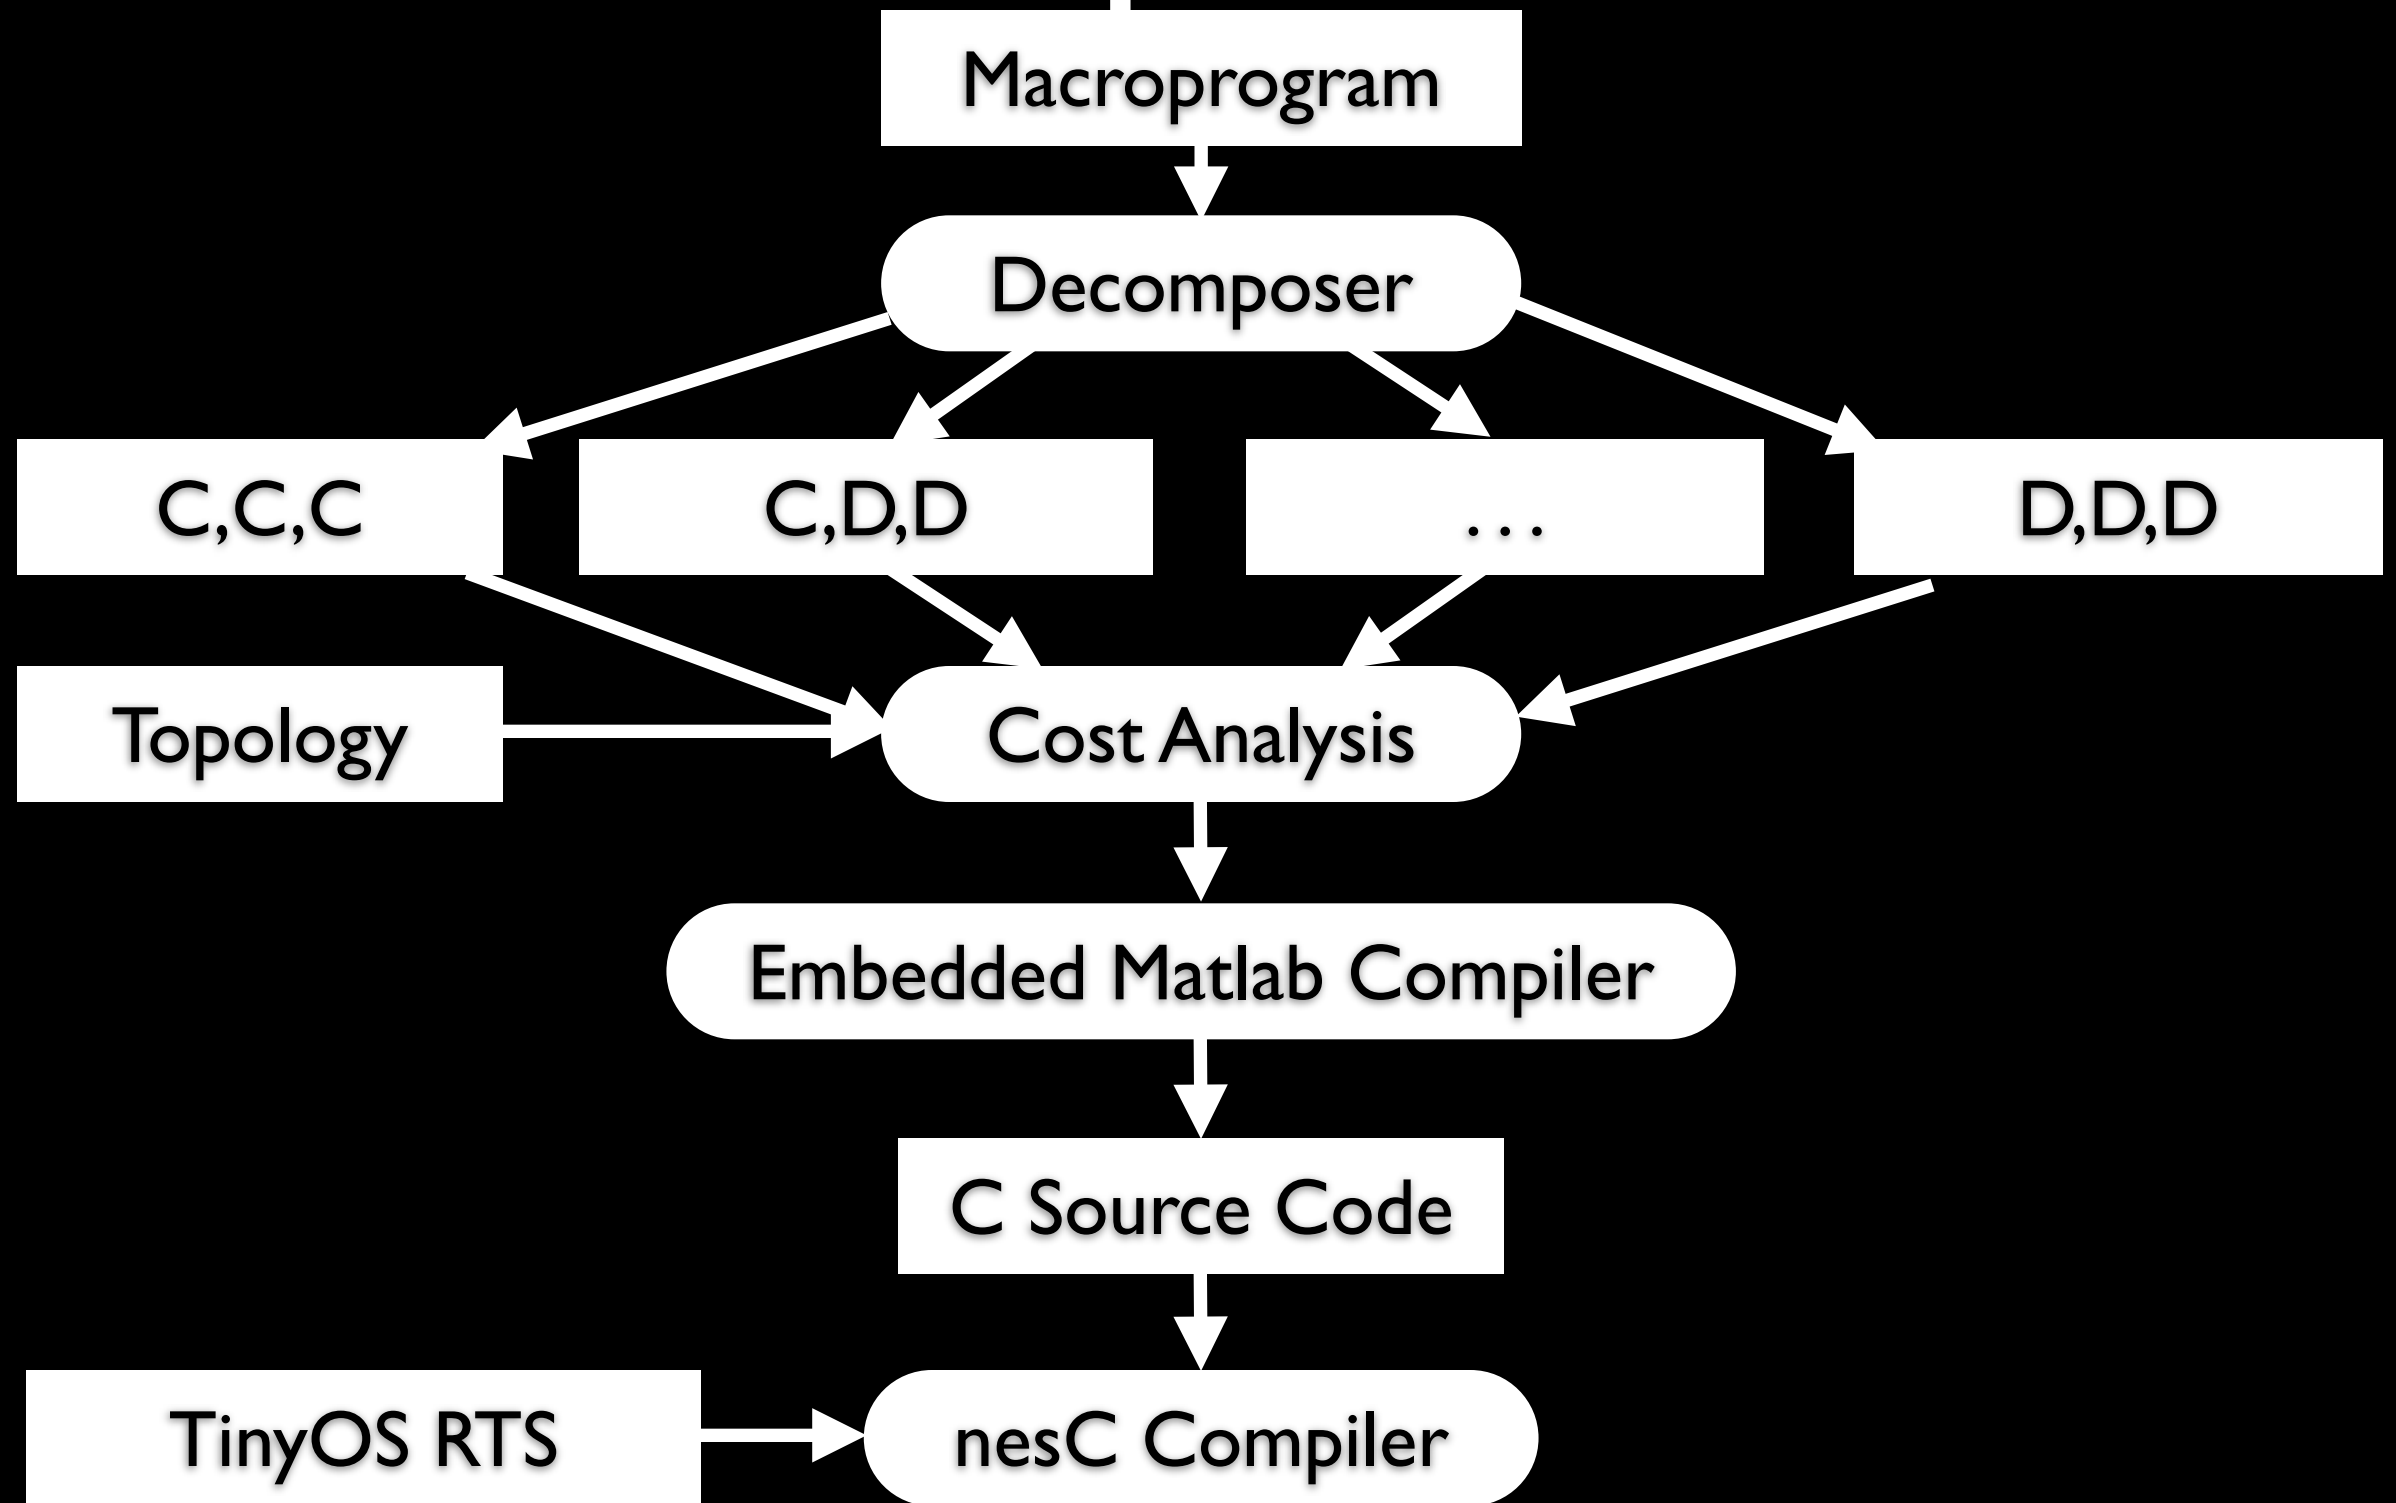 Macroprogram
Decomposer
C,C,C
C,D,D
. . .
D,D,D
Topology
Cost Analysis
Embedded Matlab Compiler
C Source Code
TinyOS RTS
nesC Compiler